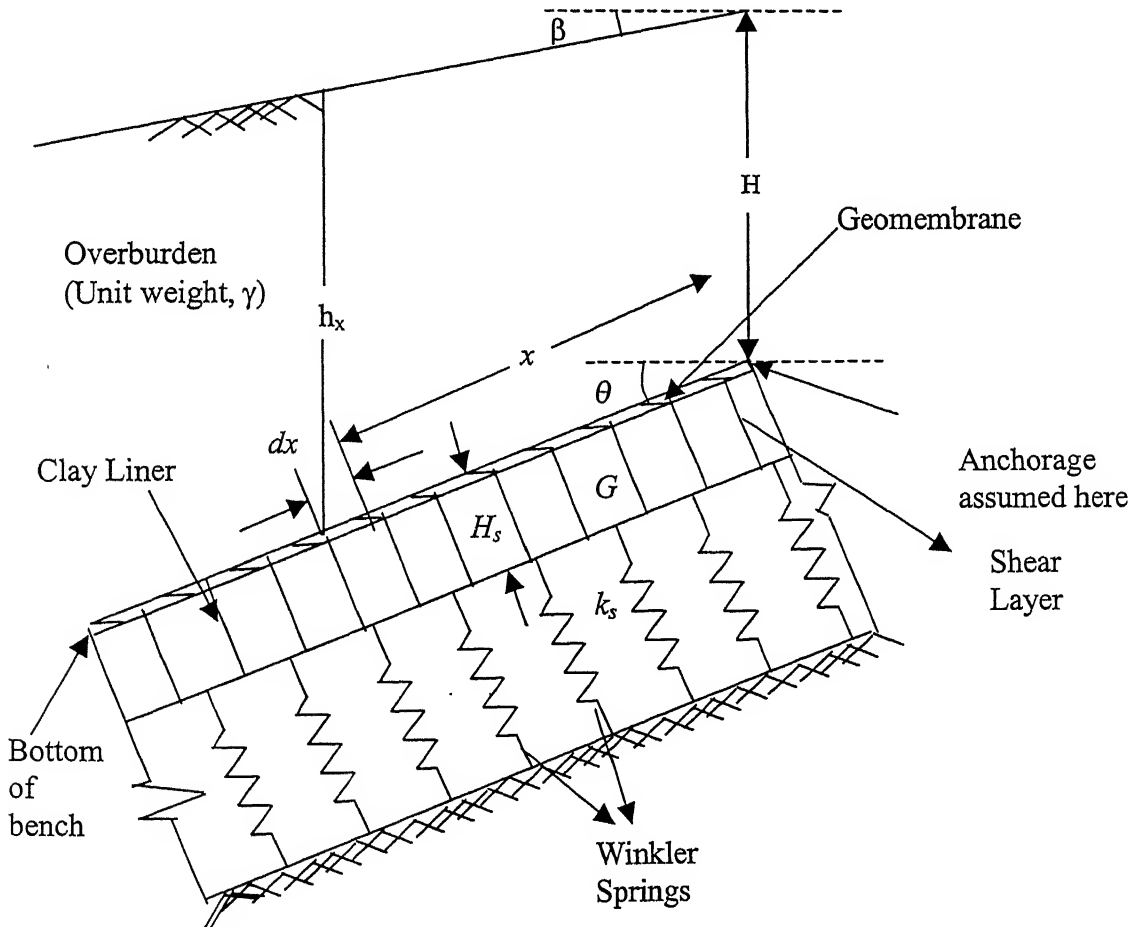 β
H
Geomembrane
Overburden
(Unit weight, γ)
hₓ
x
θ
dx
Clay Liner
G
Hₛ
Anchorage
assumed here
Shear
Layer
kₛ
Bottom
of
bench
Winkler
Springs